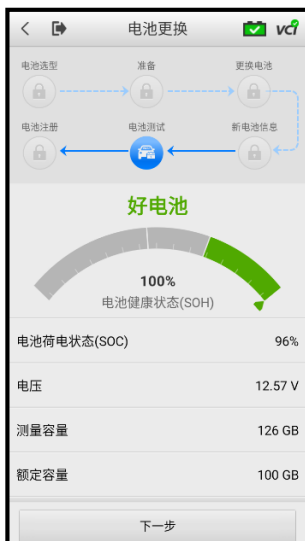 电池更换
vci
电池选型
准备
更换电池
电池注册
电池测试
新电池信息
好电池
100%
电池健康状态(SOH)
电池荷电状态(SOC)
96%
电压
12.57 V
测量容量
126 GB
额定容量
100 GB
下一步